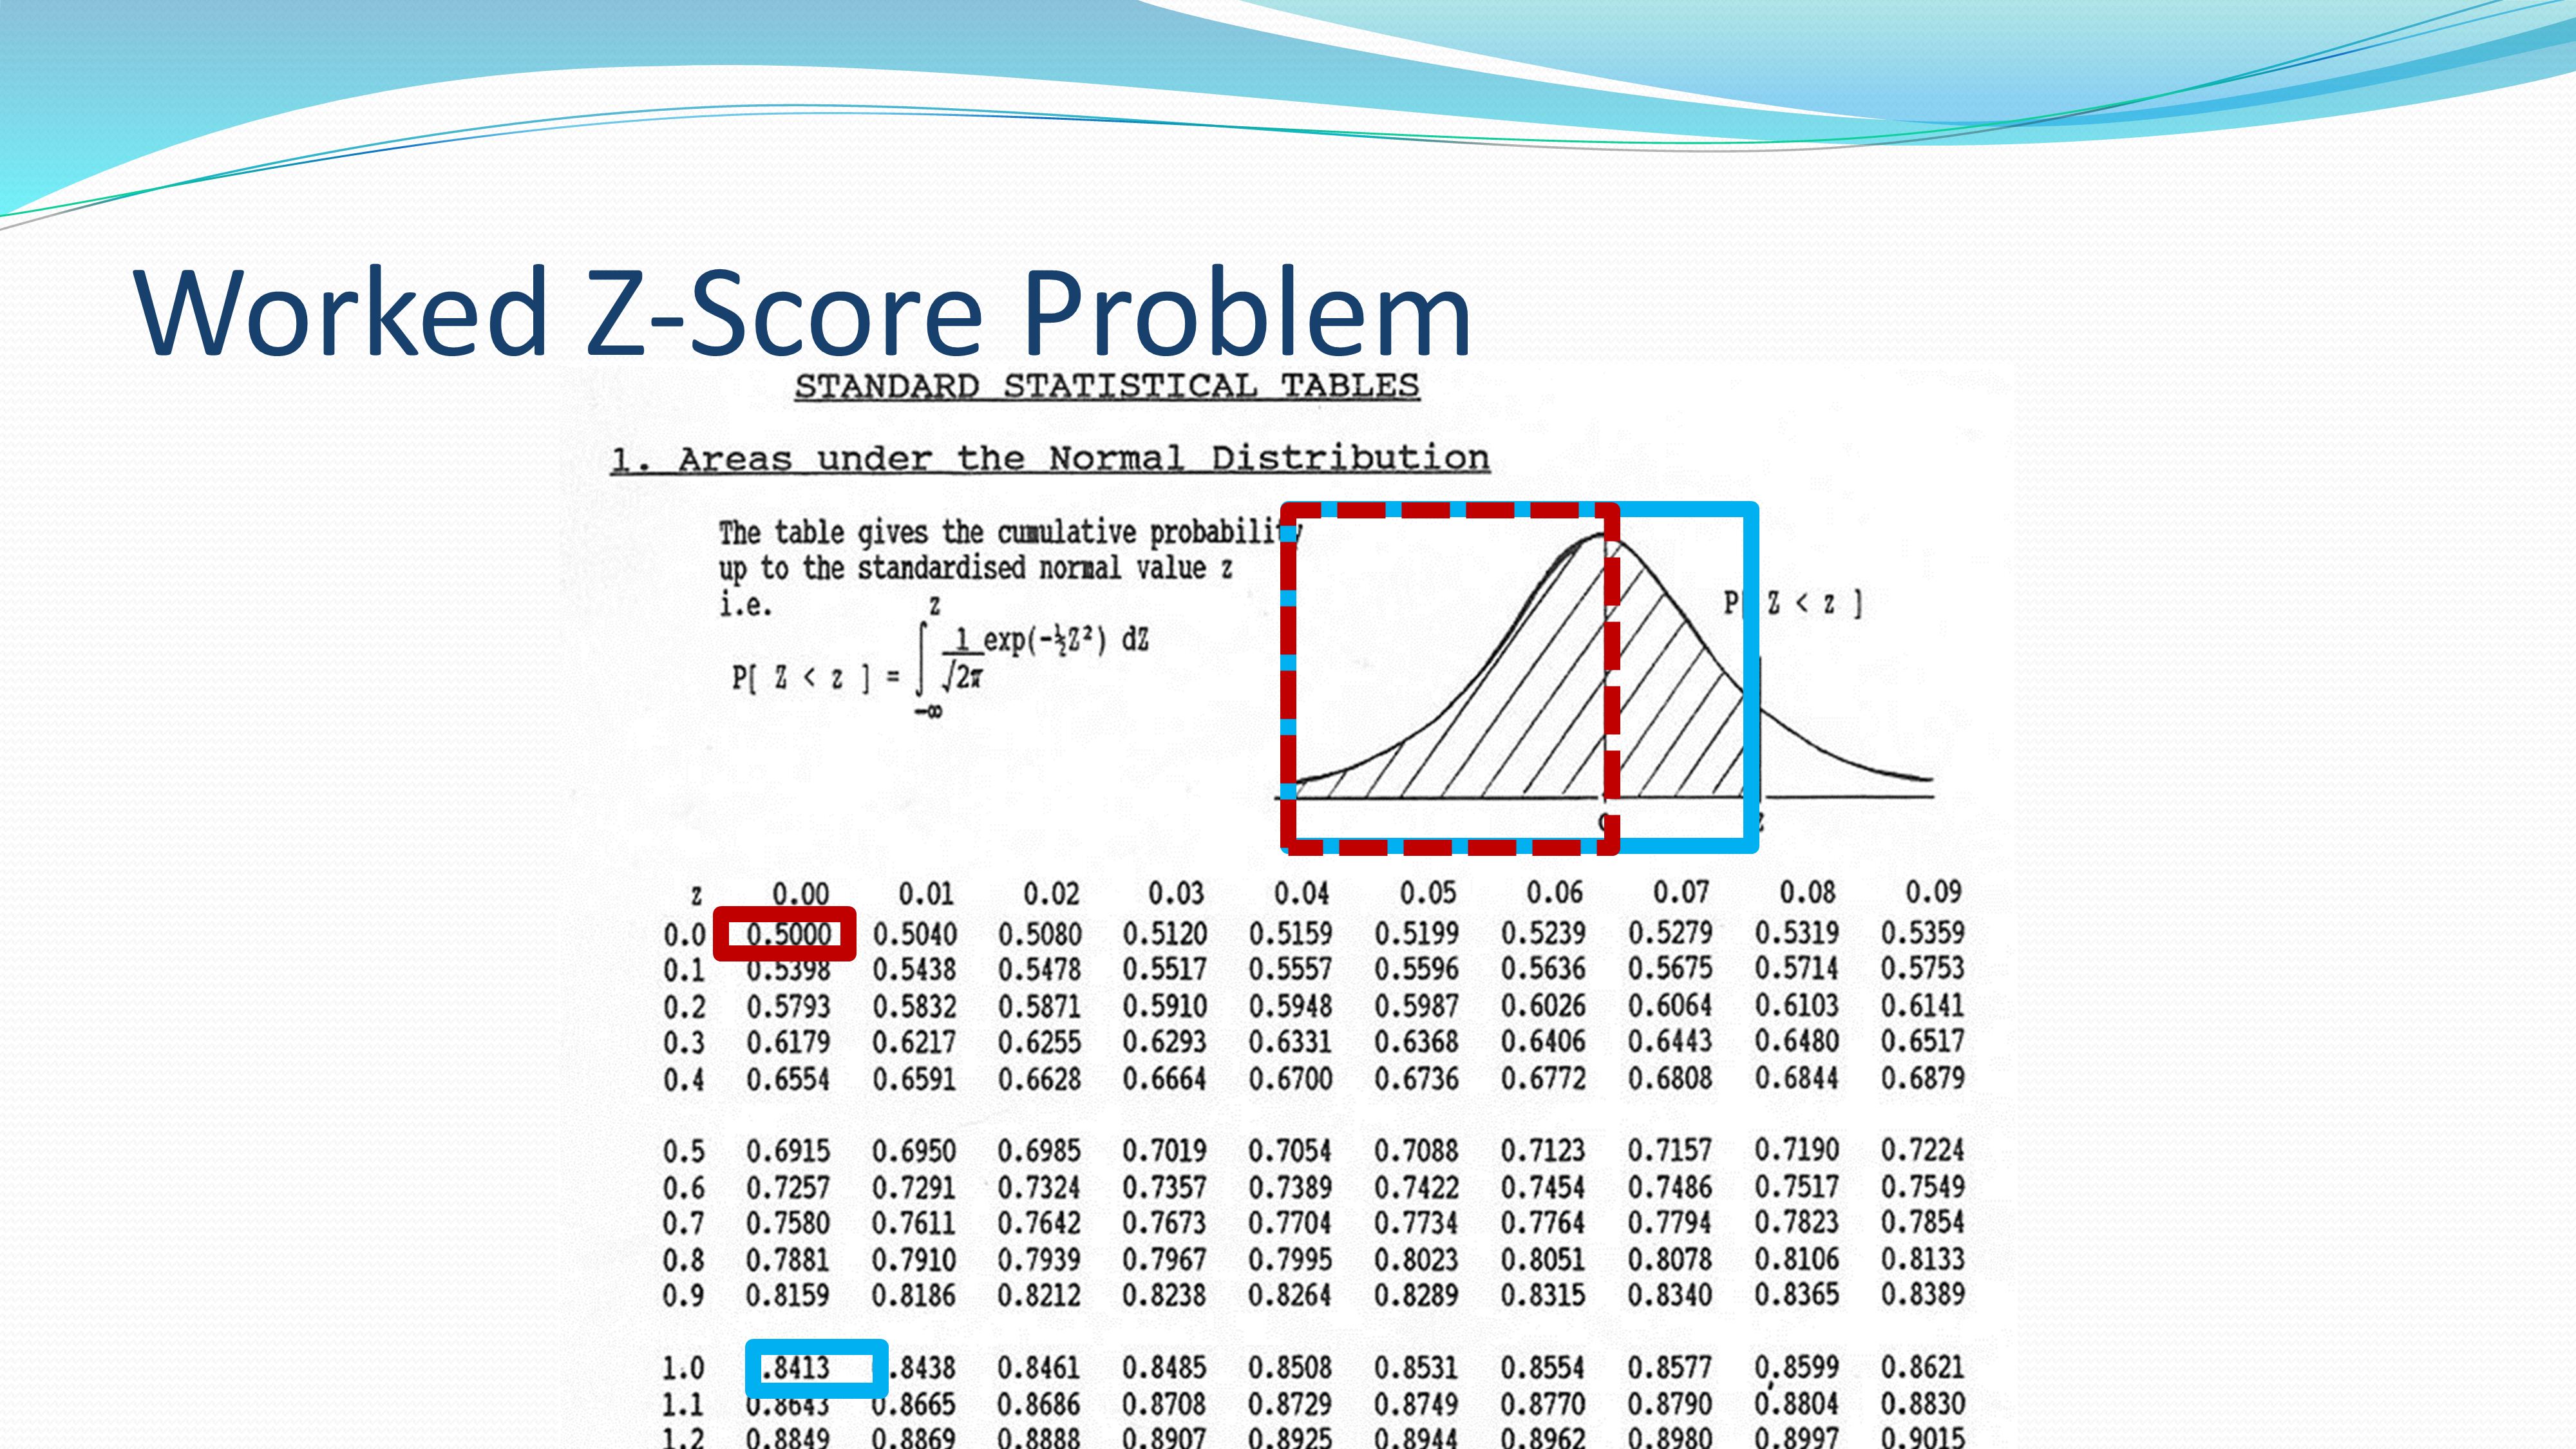 Worked Z-Score Problem
STANDARD STATISTICAL TABLES
1. Areas under the Normal Distribution
The table gives the cumulative probability
up to the standardised normal value z
i.e.
z
P[ Z < z ] = ∫ 1/√2π exp(-½Z²) dZ
-∞
P[ Z < z ]
z 0.00 0.01 0.02 0.03 0.04 0.05 0.06 0.07 0.08 0.09
0.0 0.5000 0.5040 0.5080 0.5120 0.5159 0.5199 0.5239 0.5279 0.5319 0.5359
0.1 0.5398 0.5438 0.5478 0.5517 0.5557 0.5596 0.5636 0.5675 0.5714 0.5753
0.2 0.5793 0.5832 0.5871 0.5910 0.5948 0.5987 0.6026 0.6064 0.6103 0.6141
0.3 0.6179 0.6217 0.6255 0.6293 0.6331 0.6368 0.6406 0.6443 0.6480 0.6517
0.4 0.6554 0.6591 0.6628 0.6664 0.6700 0.6736 0.6772 0.6808 0.6844 0.6879
0.5 0.6915 0.6950 0.6985 0.7019 0.7054 0.7088 0.7123 0.7157 0.7190 0.7224
0.6 0.7257 0.7291 0.7324 0.7357 0.7389 0.7422 0.7454 0.7486 0.7517 0.7549
0.7 0.7580 0.7611 0.7642 0.7673 0.7704 0.7734 0.7764 0.7794 0.7823 0.7854
0.8 0.7881 0.7910 0.7939 0.7967 0.7995 0.8023 0.8051 0.8078 0.8106 0.8133
0.9 0.8159 0.8186 0.8212 0.8238 0.8264 0.8289 0.8315 0.8340 0.8365 0.8389
1.0 .8413 .8438 0.8461 0.8485 0.8508 0.8531 0.8554 0.8577 0.8599 0.8621
1.1 0.8643 0.8665 0.8686 0.8708 0.8729 0.8749 0.8770 0.8790 0.8804 0.8830
1.2 0.8849 0.8869 0.8888 0.8907 0.8925 0.8944 0.8962 0.8980 0.8997 0.9015